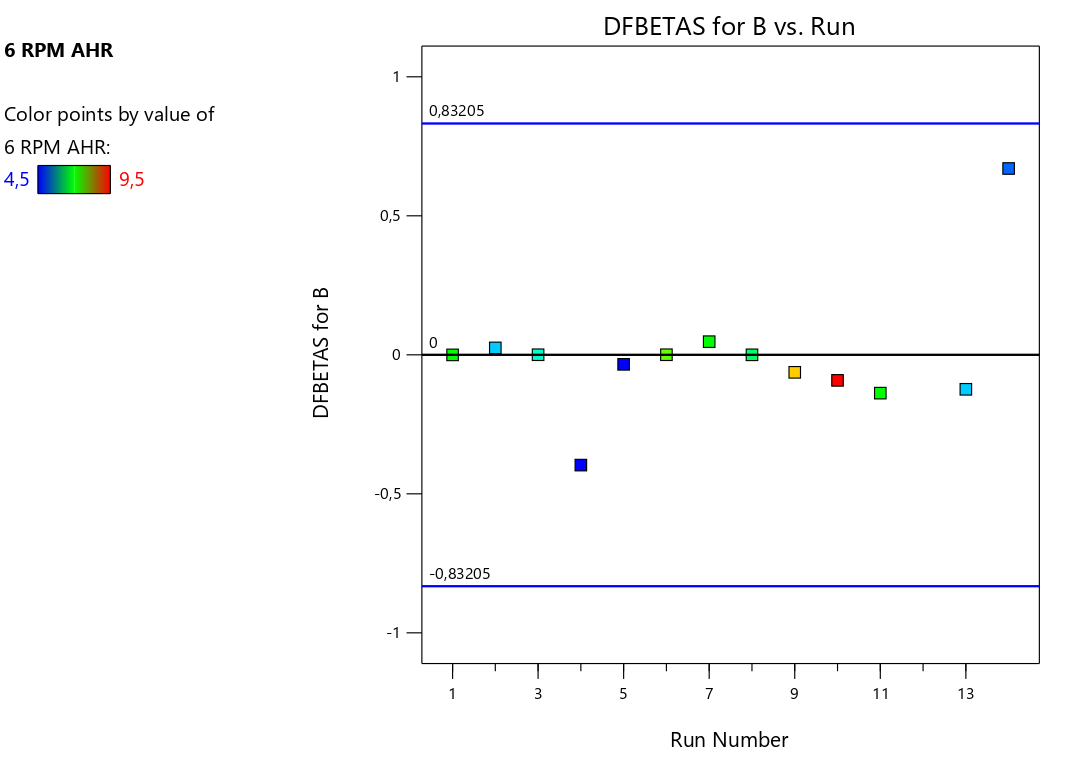 6 RPM AHR
Color points by value of
6 RPM AHR:
4,5 9,5
DFBETAS for B vs. Run
DFBETAS for B
1
0,5
0
-0,5
-1
0,83205
0
-0,83205
1 3 5 7 9 11 13
Run Number